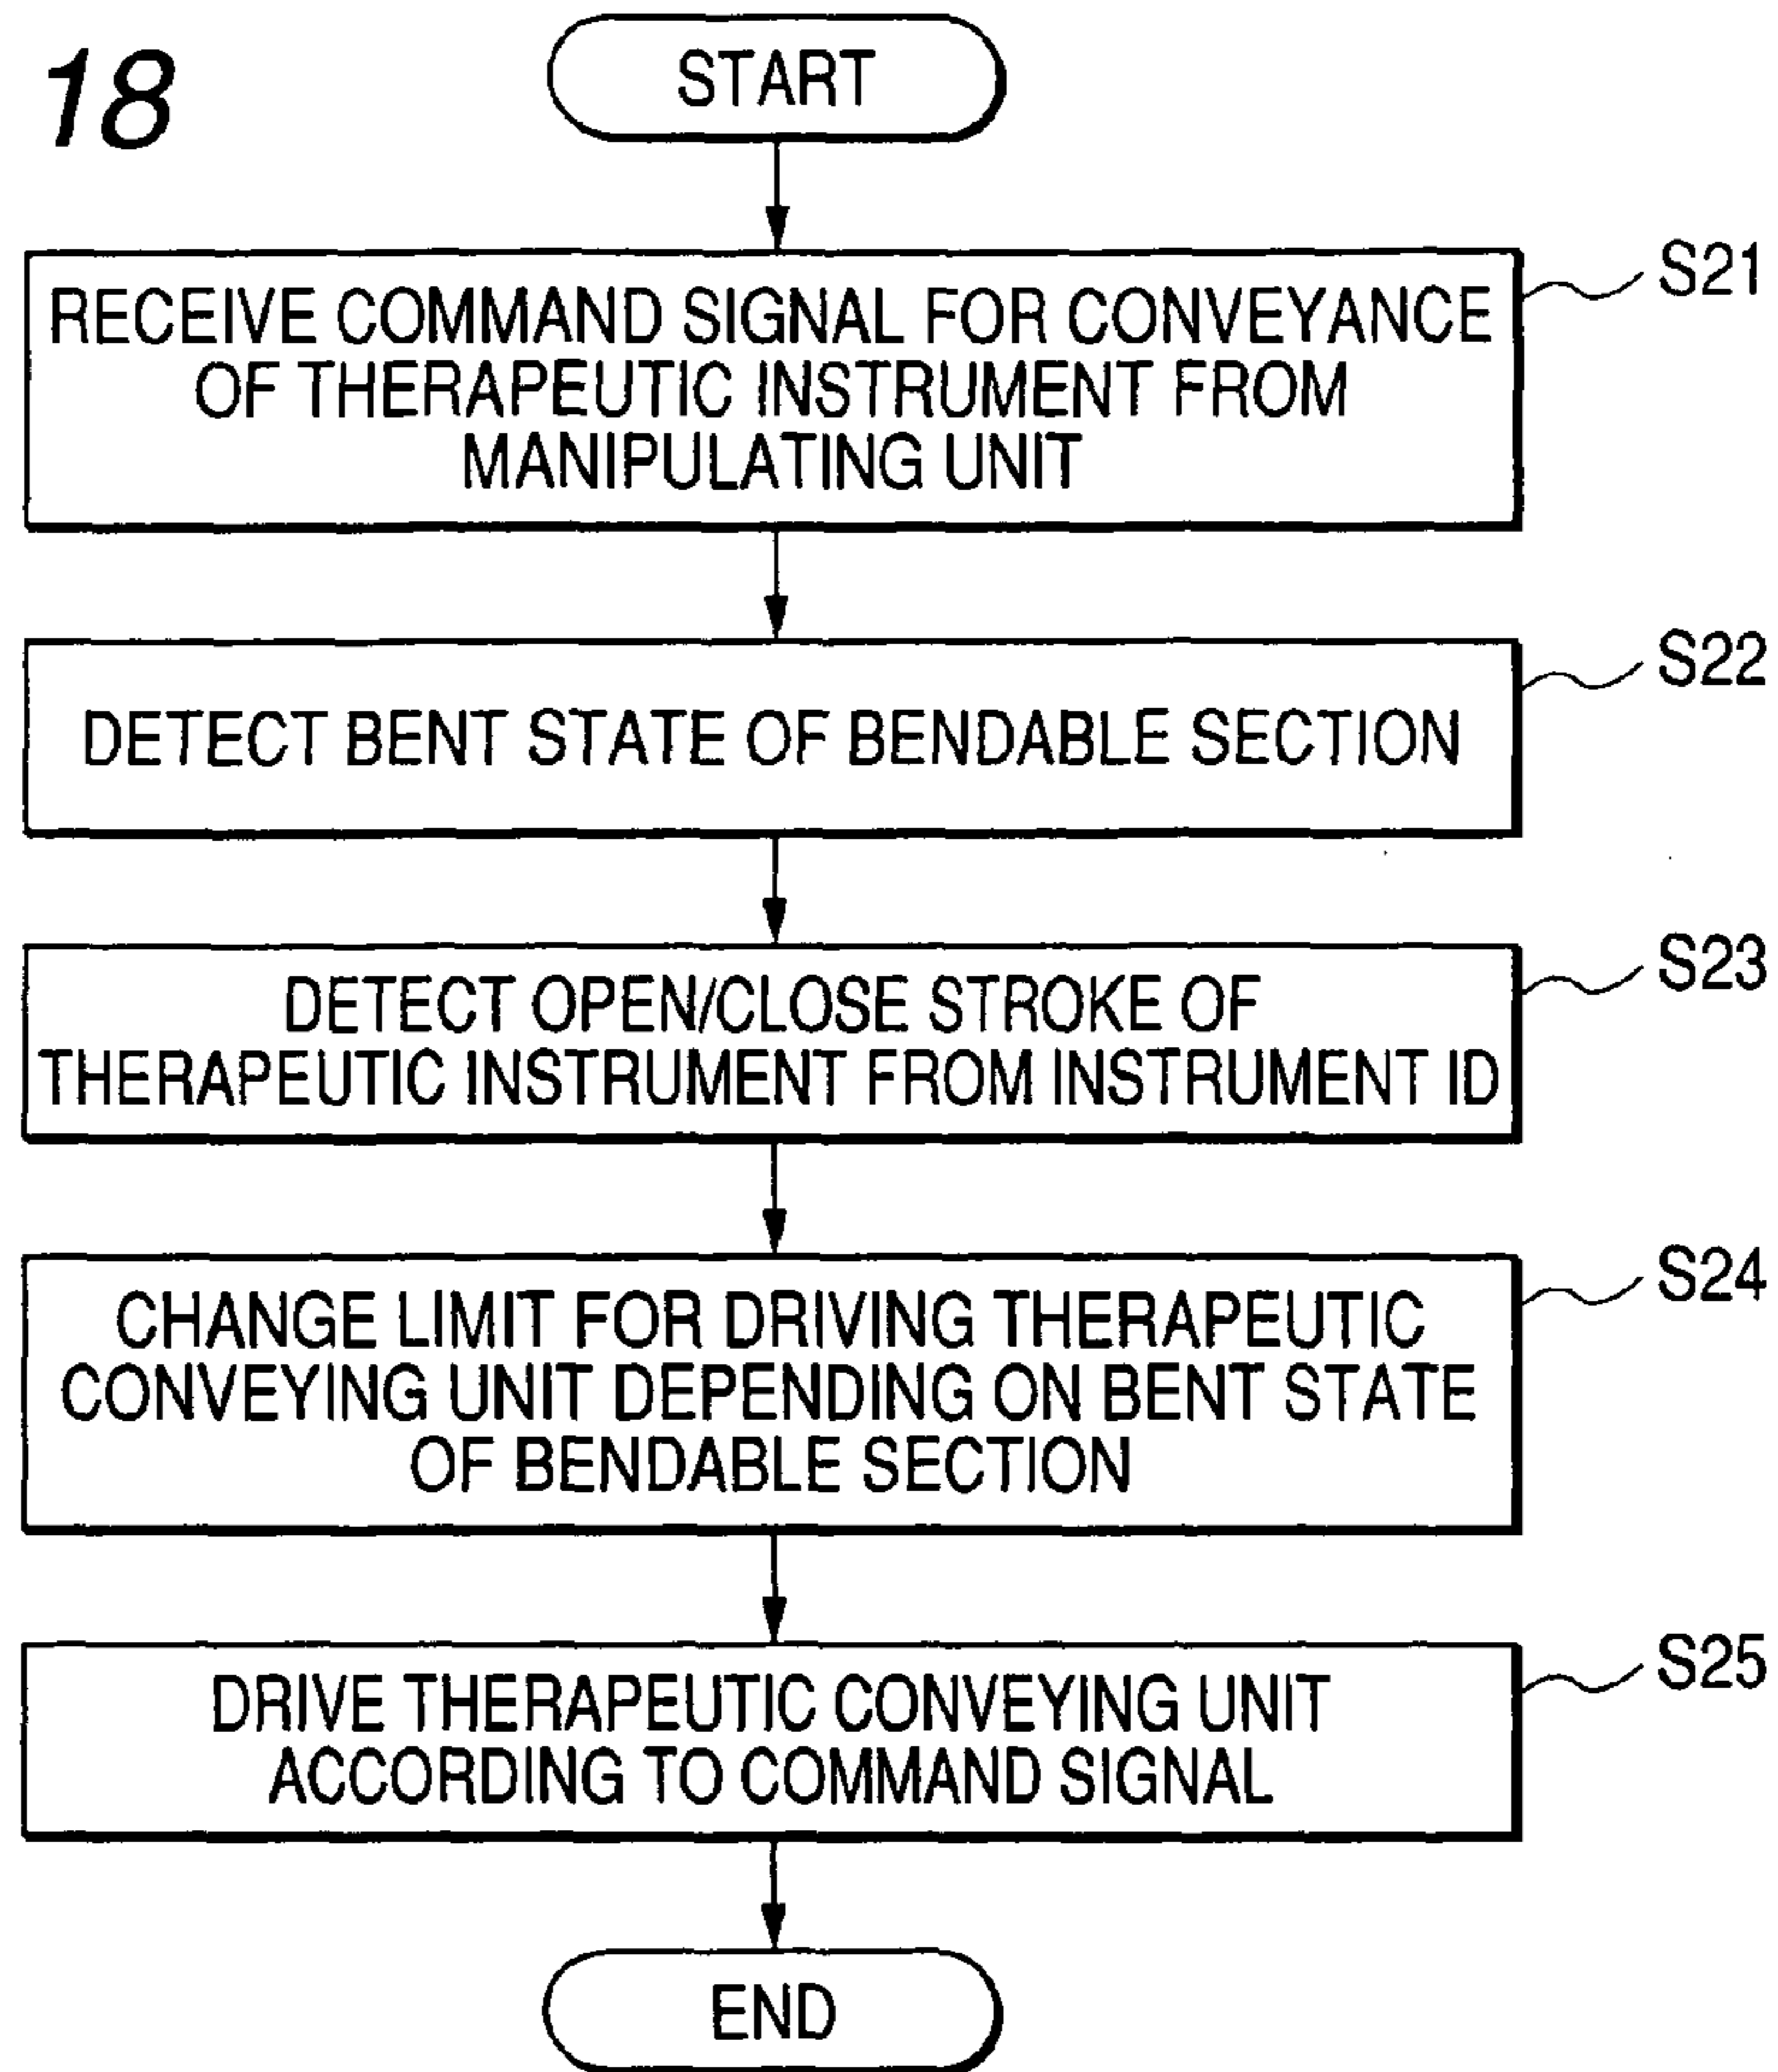 18
START
RECEIVE COMMAND SIGNAL FOR CONVEYANCE
OF THERAPEUTIC INSTRUMENT FROM
MANIPULATING UNIT
S21
DETECT BENT STATE OF BENDABLE SECTION
S22
DETECT OPEN/CLOSE STROKE OF
THERAPEUTIC INSTRUMENT FROM INSTRUMENT ID
S23
CHANGE LIMIT FOR DRIVING THERAPEUTIC
CONVEYING UNIT DEPENDING ON BENT STATE
OF BENDABLE SECTION
S24
DRIVE THERAPEUTIC CONVEYING UNIT
ACCORDING TO COMMAND SIGNAL
S25
END